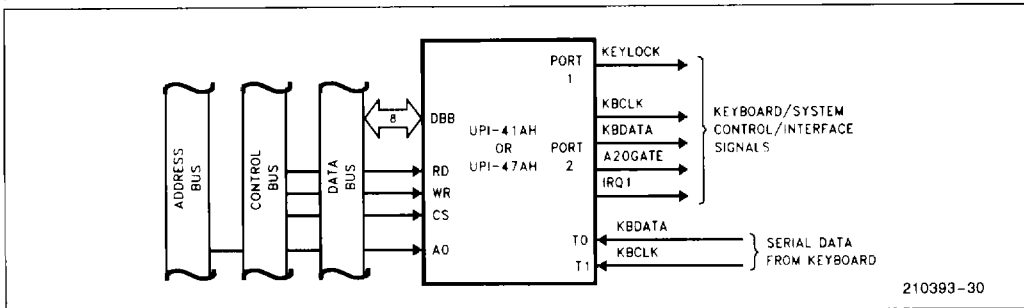 ADDRESS
BUS
CONTROL
BUS
DATA
BUS
8
DBB
RD
WR
CS
A0
UPI-41AH
OR
UPI-47AH
PORT
1
PORT
2
T0
T1
KEYLOCK
KBCLK
KBDATA
A20GATE
IRQ1
KBDATA
KBCLK
KEYBOARD/SYSTEM
CONTROL/INTERFACE
SIGNALS
SERIAL DATA
FROM KEYBOARD
210393-30